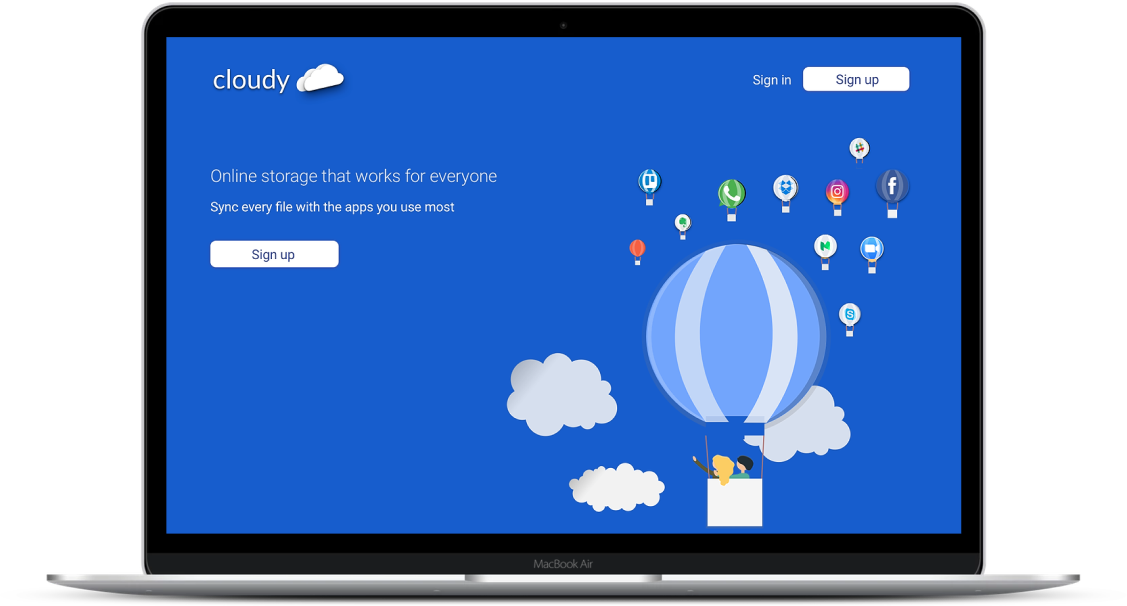 cloudy
Sign in
Sign up
Online storage that works for everyone
Sync every file with the apps you use most
Sign up
MacBook Air